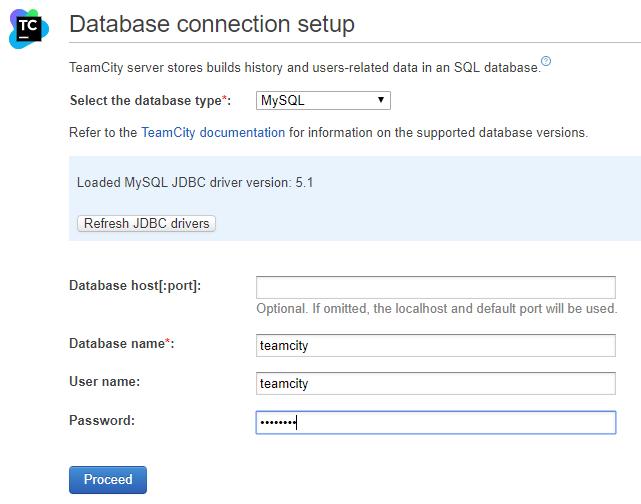 TC
Database connection setup
TeamCity server stores builds history and users-related data in an SQL database.?
Select the database type*: MySQL
Refer to the TeamCity documentation for information on the supported database versions.
Loaded MySQL JDBC driver version: 5.1
Refresh JDBC drivers
Database host[:port]:
Optional. If omitted, the localhost and default port will be used.
Database name*: teamcity
User name: teamcity
Password: ••••••••
Proceed